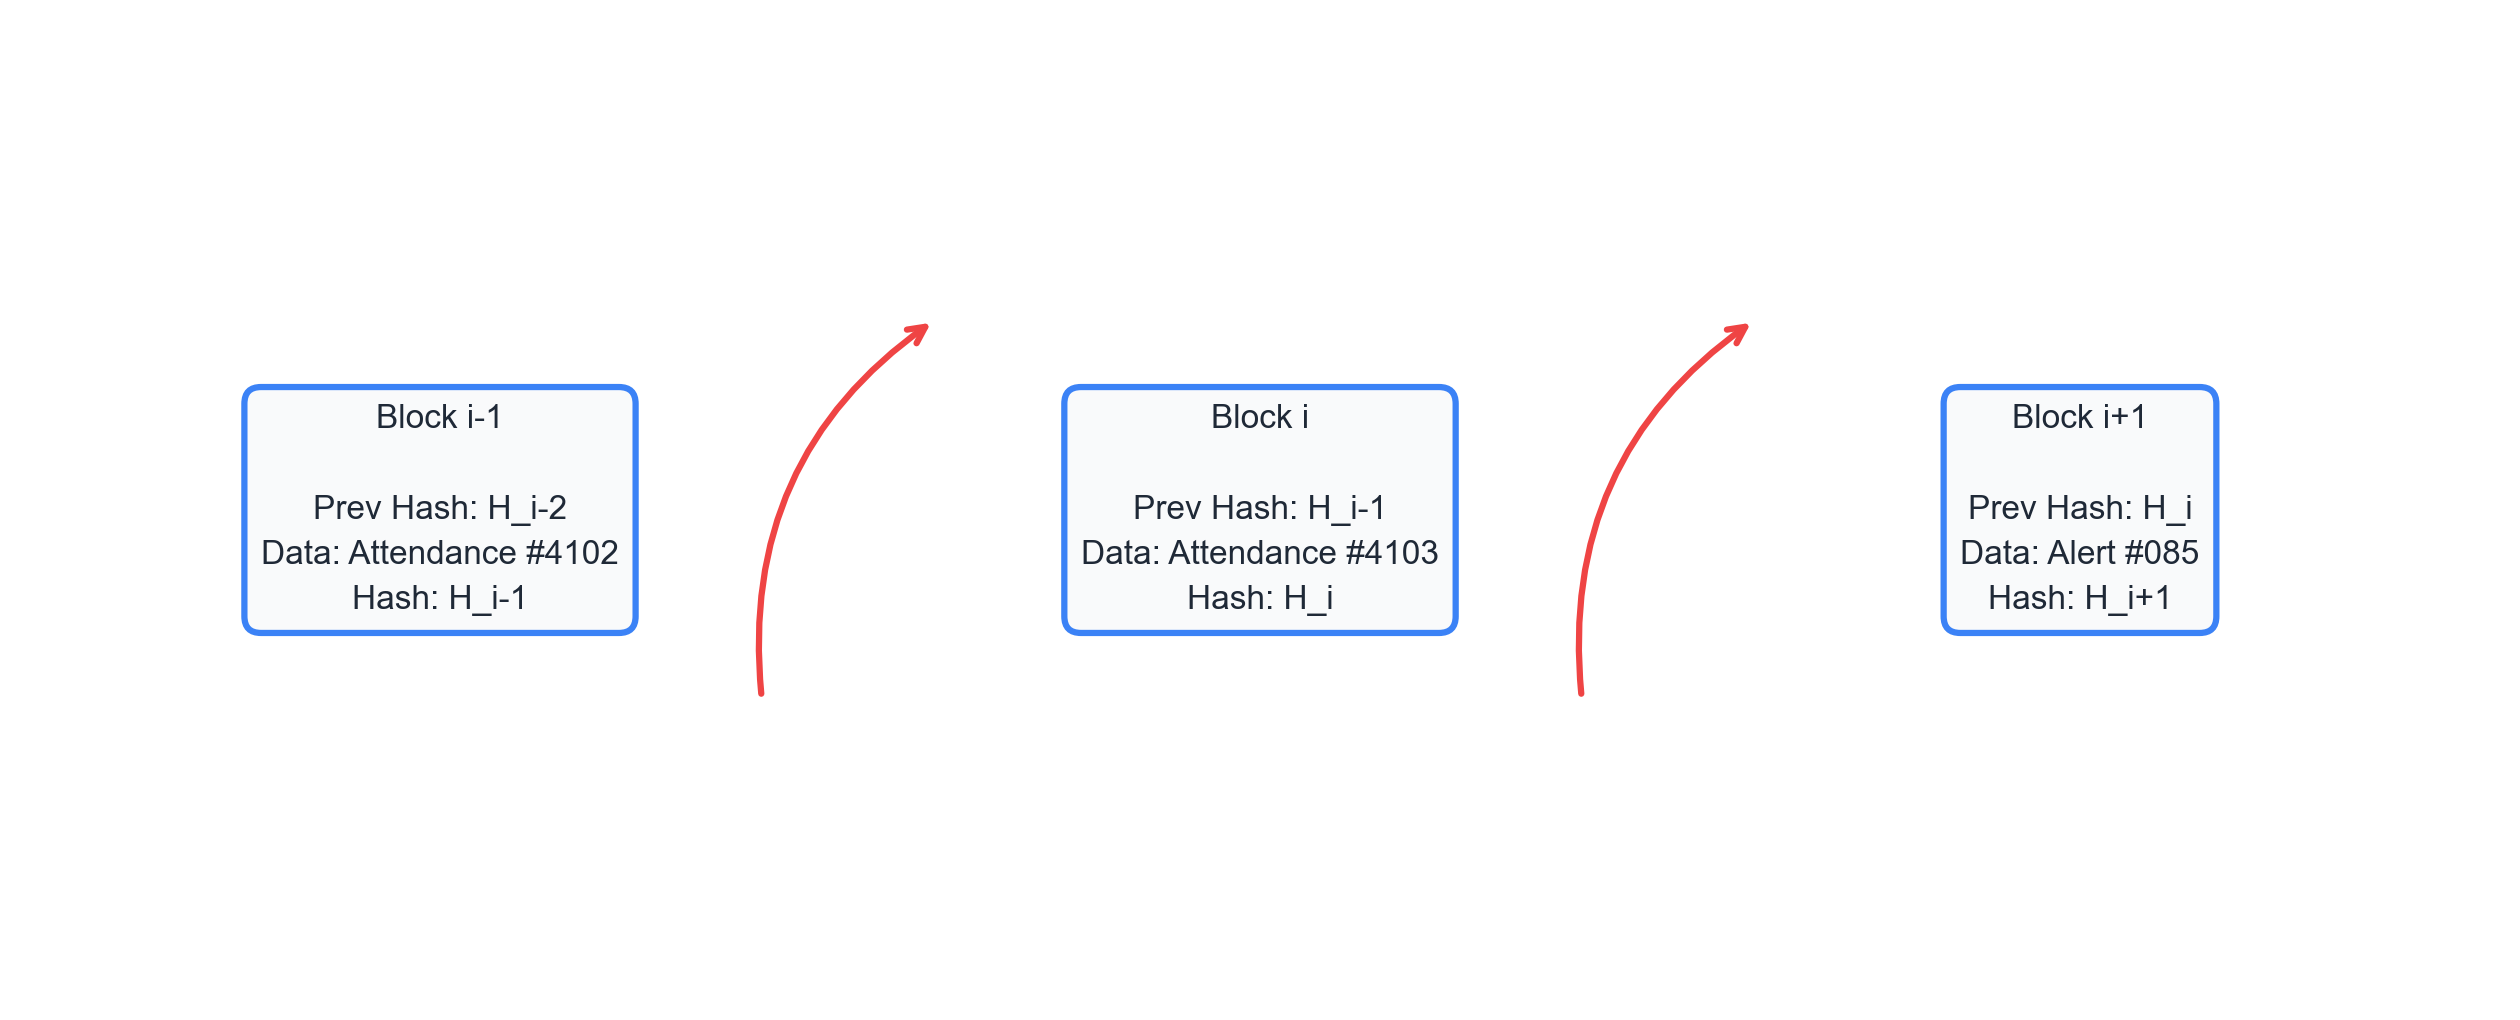 Block i-1
Prev Hash: H_i-2
Data: Attendance #4102
Hash: H_i-1
Block i
Prev Hash: H_i-1
Data: Attendance #4103
Hash: H_i
Block i+1
Prev Hash: H_i
Data: Alert #085
Hash: H_i+1